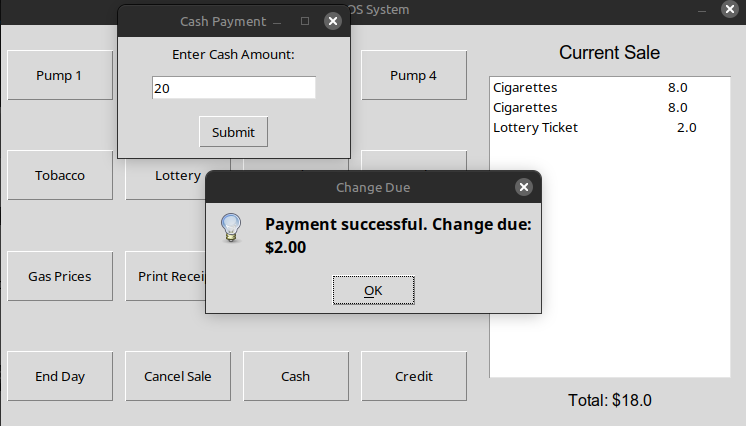 OS System
Cash Payment
Enter Cash Amount:
20
Submit
Pump 1
Pump 4
Current Sale
Cigarettes 8.0
Cigarettes 8.0
Lottery Ticket 2.0
Tobacco
Lottery
Change Due
Payment successful. Change due:
$2.00
OK
Gas Prices
Print Recei
End Day
Cancel Sale
Cash
Credit
Total: $18.0